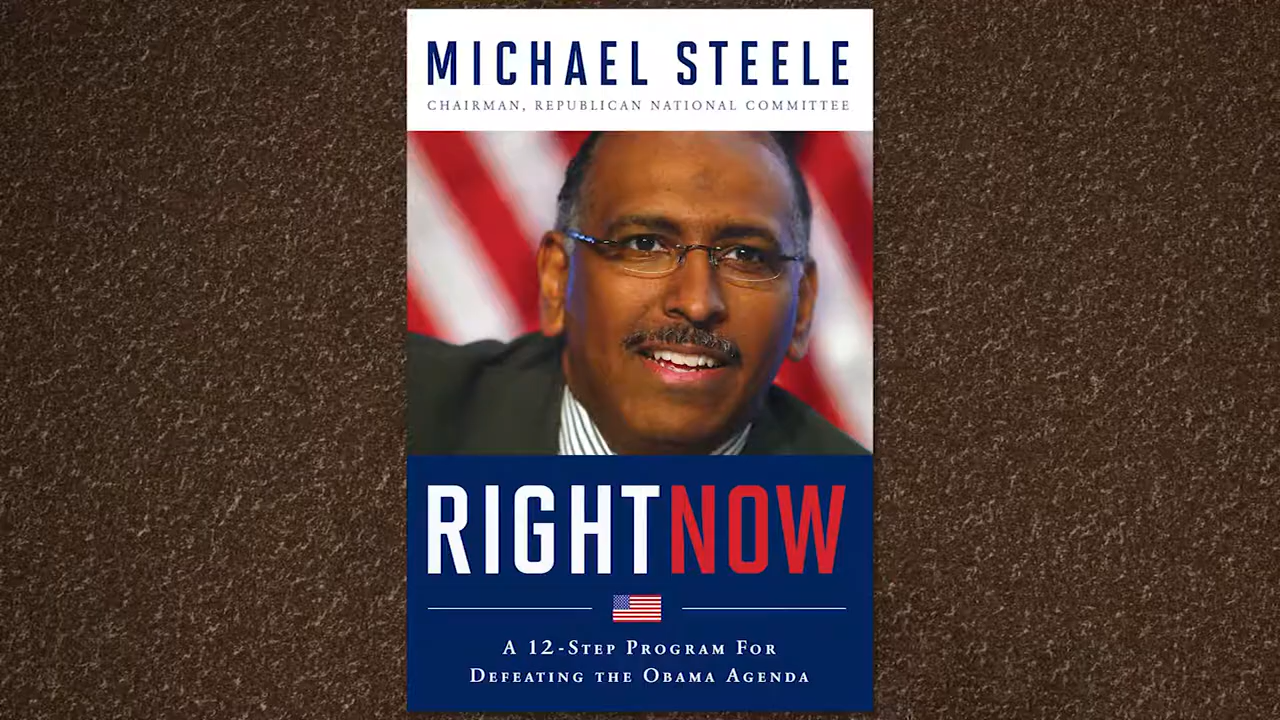 MICHAEL STEELE
CHAIRMAN, REPUBLICAN NATIONAL COMMITTEE
RIGHTNOW
A 12-STEP PROGRAM FOR
DEFEATING THE OBAMA AGENDA